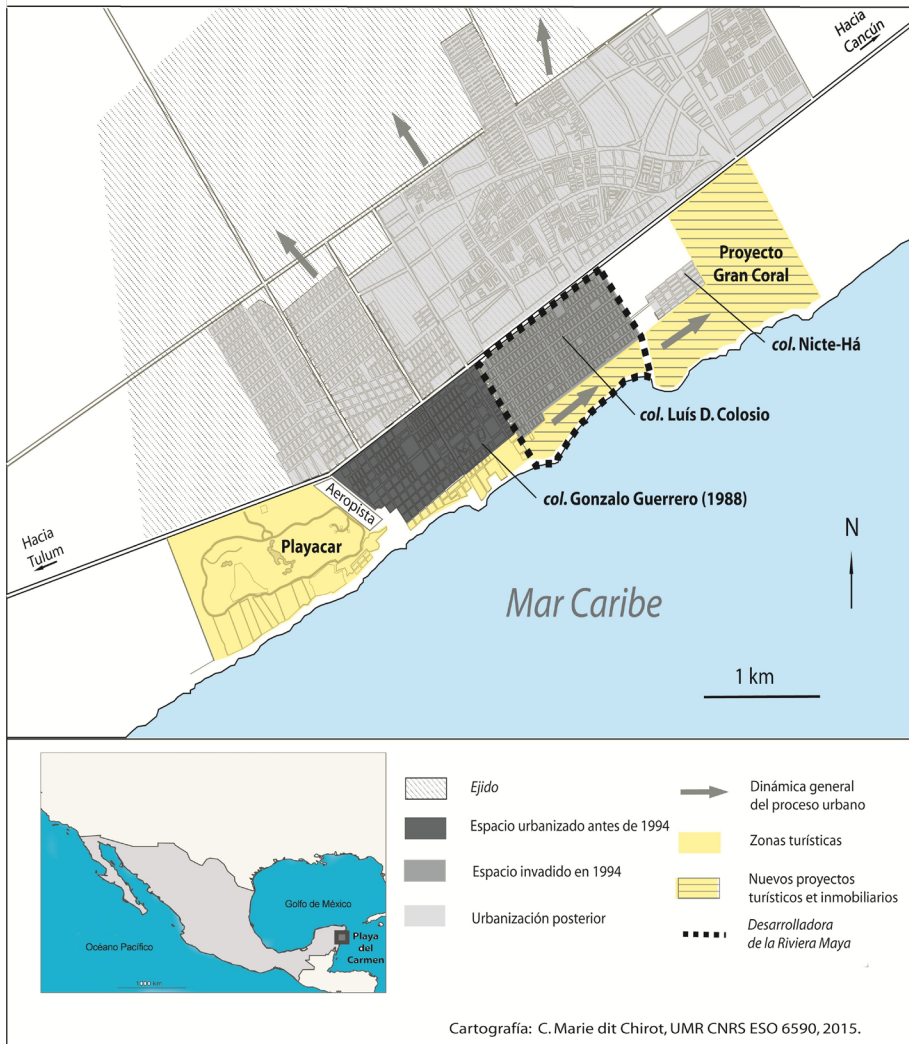 Hacia
Cancún
Proyecto
Gran Coral
col. Nicte-Há
col. Luís D. Colosio
col. Gonzalo Guerrero (1988)
Aeropista
Hacia
Tulum
Playacar
N
Mar Caribe
1 km
Golfo de México
Océano Pacífico
Playa
del
Carmen
Ejido
Espacio urbanizado antes de 1994
Espacio invadido en 1994
Urbanización posterior
Dinámica general
del proceso urbano
Zonas turísticas
Nuevos proyectos
turísticos et inmobiliarios
Desarrolladora
de la Riviera Maya
Cartografía: C. Marie dit Chirot, UMR CNRS ESO 6590, 2015.